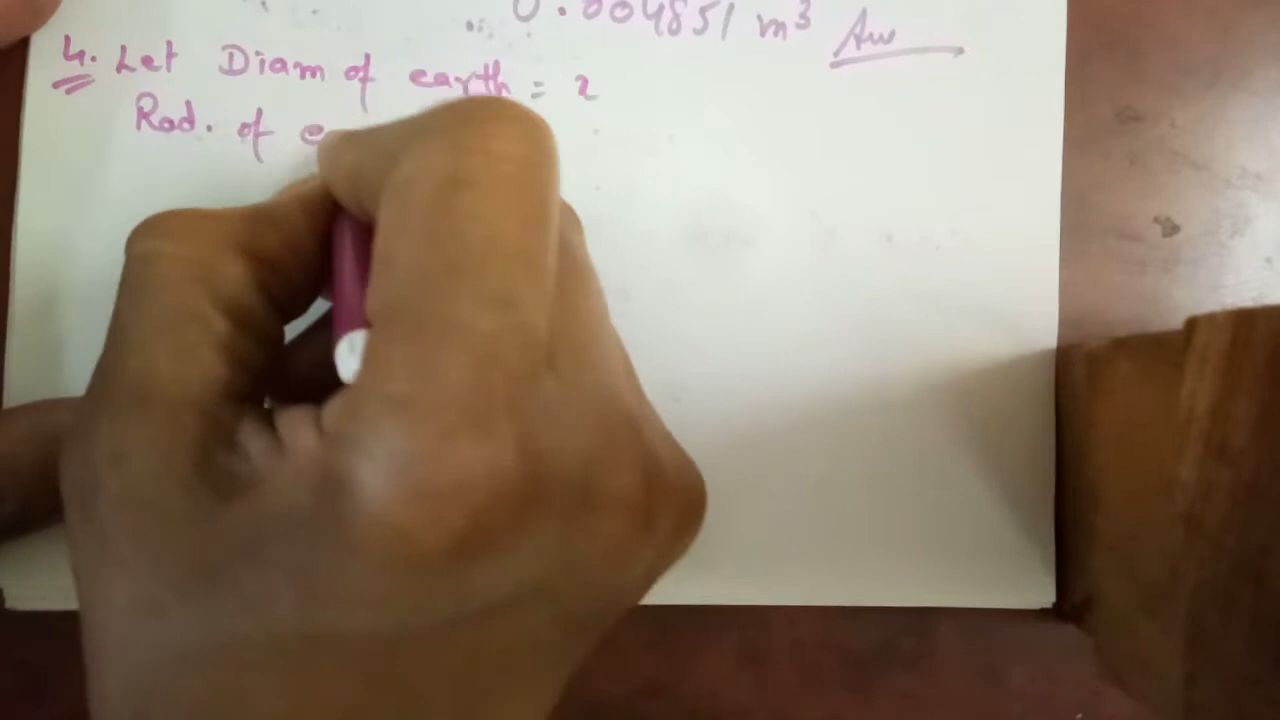 0.004851 m³ Ans
4. Let Diam of earth = 2
Rad. of e